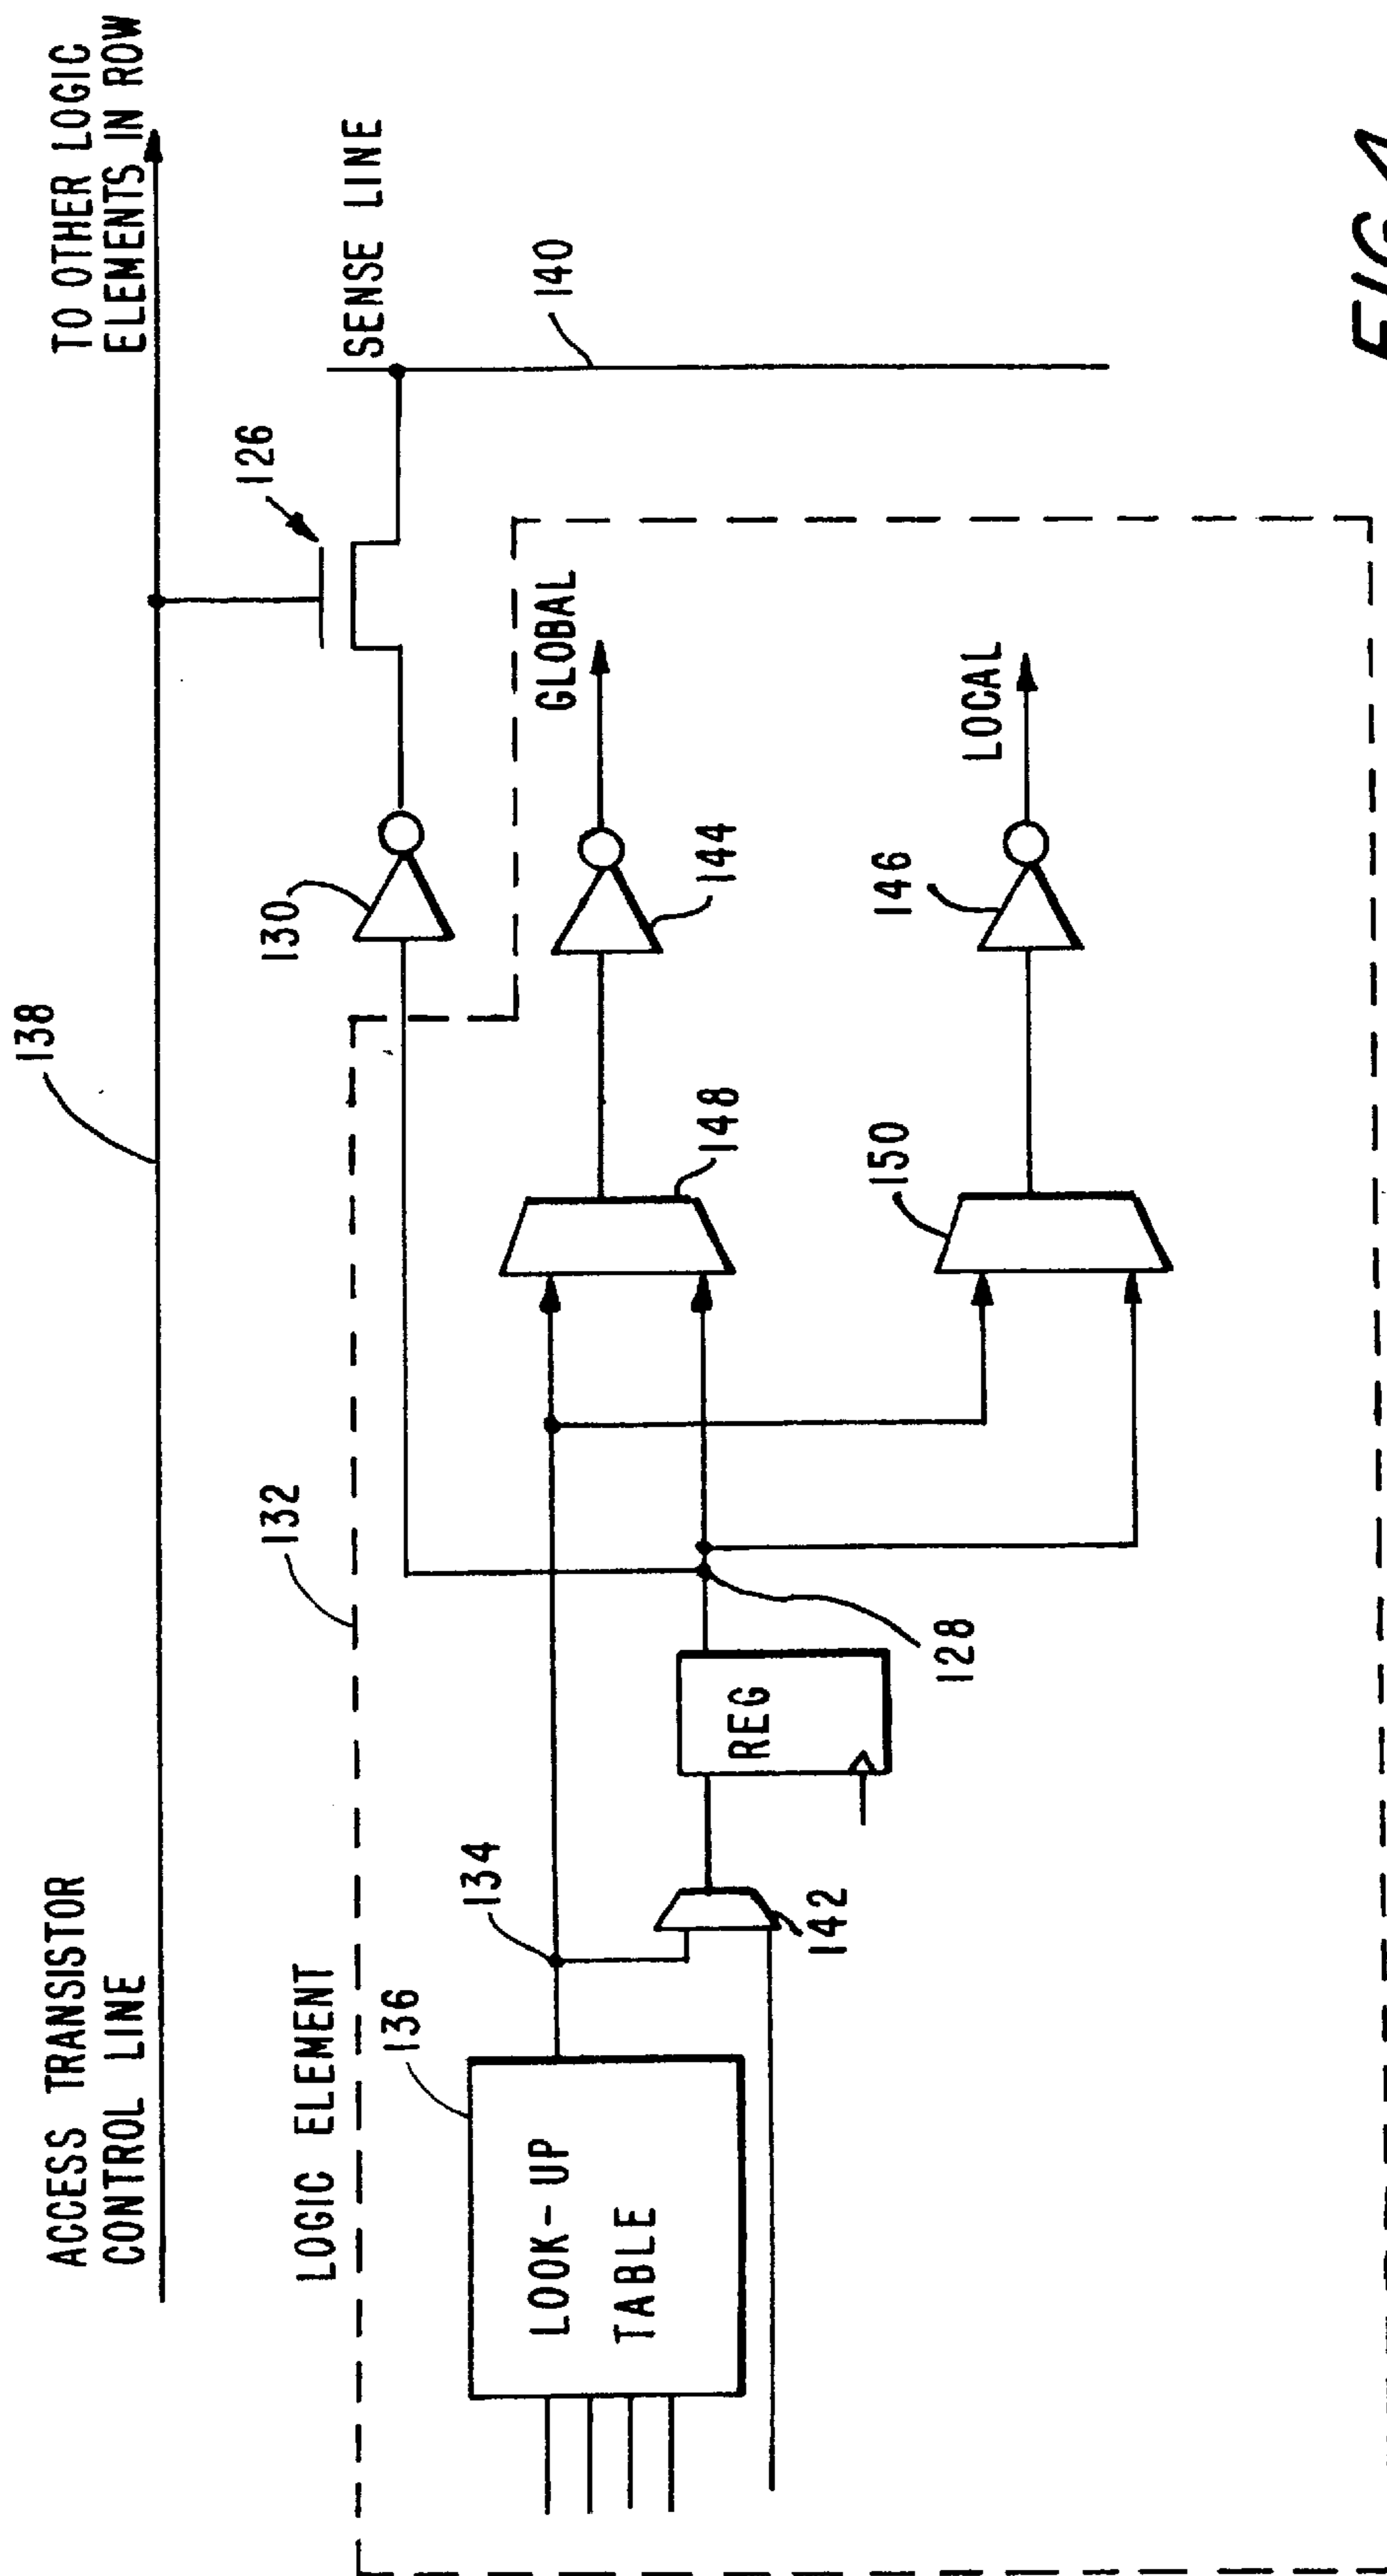 ACCESS TRANSISTOR
CONTROL LINE
138
TO OTHER LOGIC
ELEMENTS IN ROW
LOGIC ELEMENT
132
130
126
SENSE LINE
140
136
LOOK-UP
TABLE
134
142
REG
128
148
144
GLOBAL
150
146
LOCAL